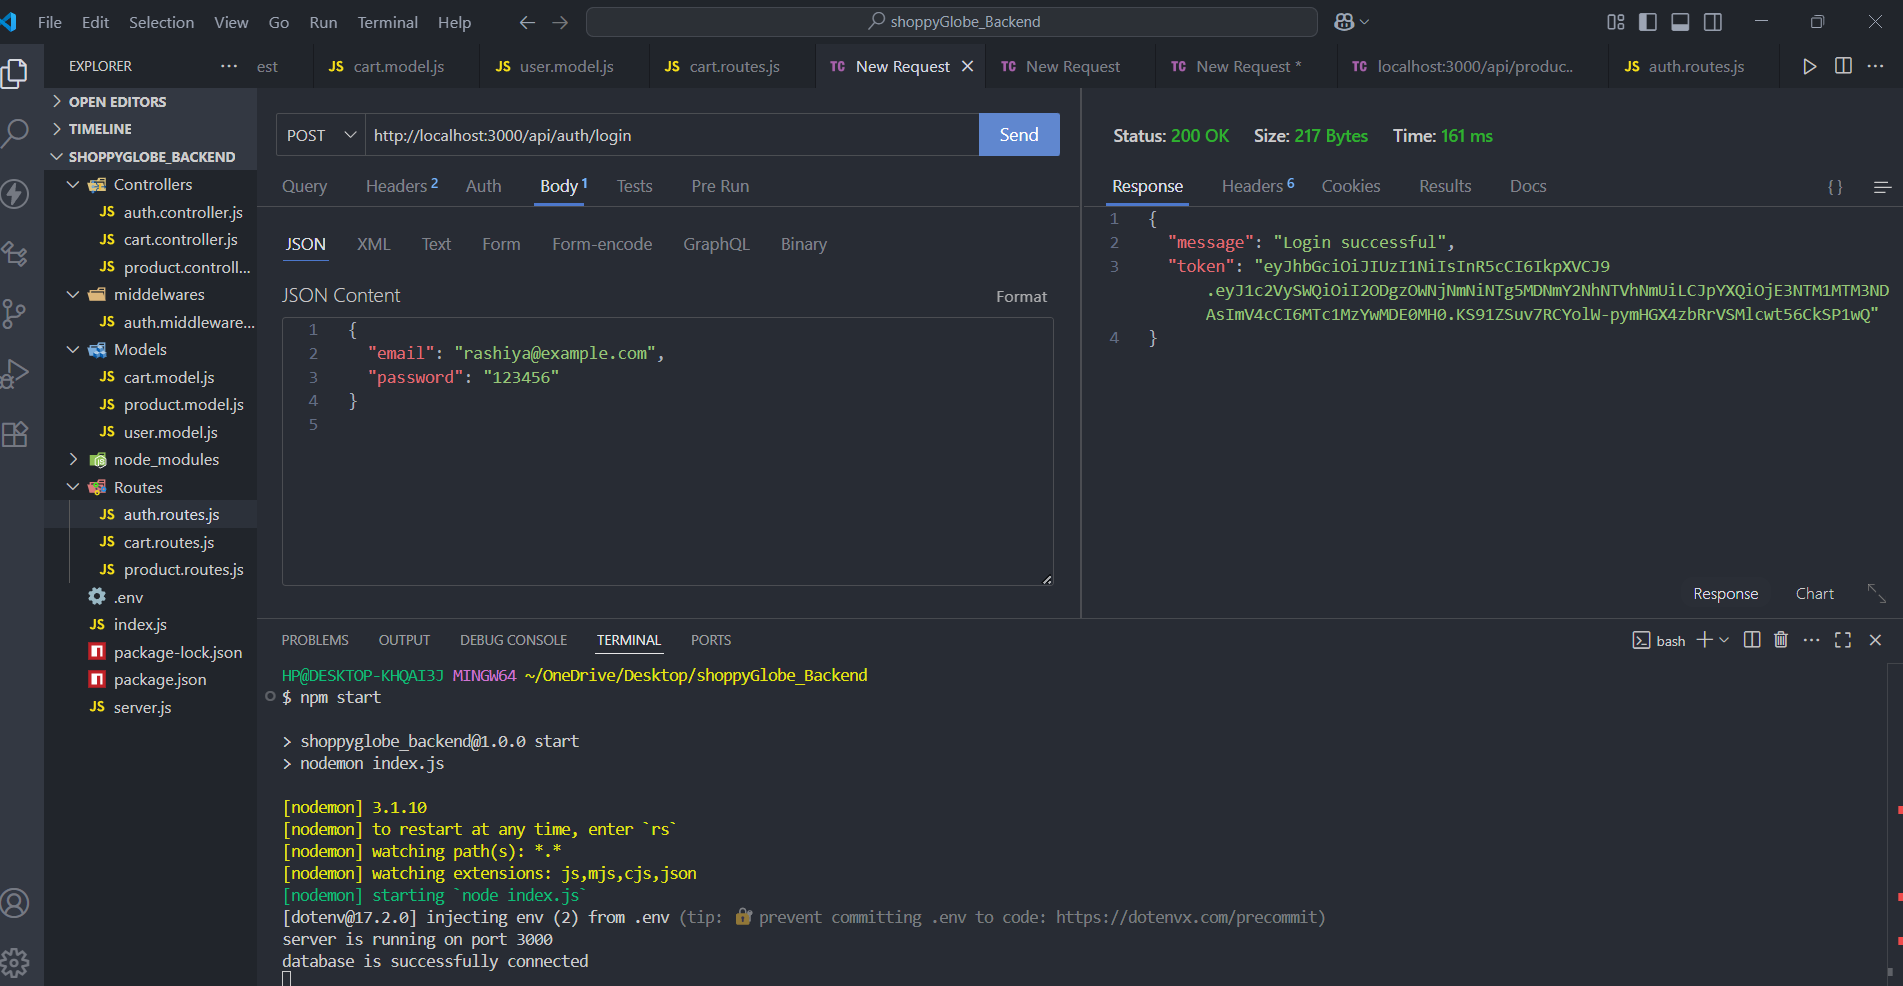 File Edit Selection View Go Run Terminal Help
shoppyGlobe_Backend
EXPLORER
est
JS cart.model.js
JS user.model.js
JS cart.routes.js
TC New Request
TC New Request
TC New Request *
TC localhost:3000/api/produc..
JS auth.routes.js
OPEN EDITORS
TIMELINE
SHOPPYGLOBE_BACKEND
Controllers
JS auth.controller.js
JS cart.controller.js
JS product.controll...
middelwares
JS auth.middleware...
Models
JS cart.model.js
JS product.model.js
JS user.model.js
node_modules
Routes
JS auth.routes.js
JS cart.routes.js
JS product.routes.js
.env
JS index.js
package-lock.json
package.json
JS server.js
POST http://localhost:3000/api/auth/login Send
Query Headers 2 Auth Body 1 Tests Pre Run
JSON XML Text Form Form-encode GraphQL Binary
JSON Content Format
1 {
2 "email": "rashiya@example.com",
3 "password": "123456"
4 }
5
Status: 200 OK Size: 217 Bytes Time: 161 ms
Response Headers 6 Cookies Results Docs { }
1 {
2 "message": "Login successful",
3 "token": "eyJhbGciOiJIUzI1NiIsInR5cCI6IkpXVCJ9
.eyJ1c2VySWQiOiI2ODgzOWNjNmNiNTg5MDNmY2NhNTVhNmUiLCJpYXQiOjE3NTM1MTM3ND
AsImV4cCI6MTc1MzYwMDE0MH0.KS91ZSuv7RCYolW-pymHGX4zbRrVSMlcwt56CkSP1wQ"
4 }
Response Chart
PROBLEMS OUTPUT DEBUG CONSOLE TERMINAL PORTS
bash
HP@DESKTOP-KHQAI3J MINGW64 ~/OneDrive/Desktop/shoppyGlobe_Backend
$ npm start
> shoppyglobe_backend@1.0.0 start
> nodemon index.js
[nodemon] 3.1.10
[nodemon] to restart at any time, enter `rs`
[nodemon] watching path(s): *.*
[nodemon] watching extensions: js,mjs,cjs,json
[nodemon] starting `node index.js`
[dotenv@17.2.0] injecting env (2) from .env (tip: 🔐 prevent committing .env to code: https://dotenvx.com/precommit)
server is running on port 3000
database is successfully connected